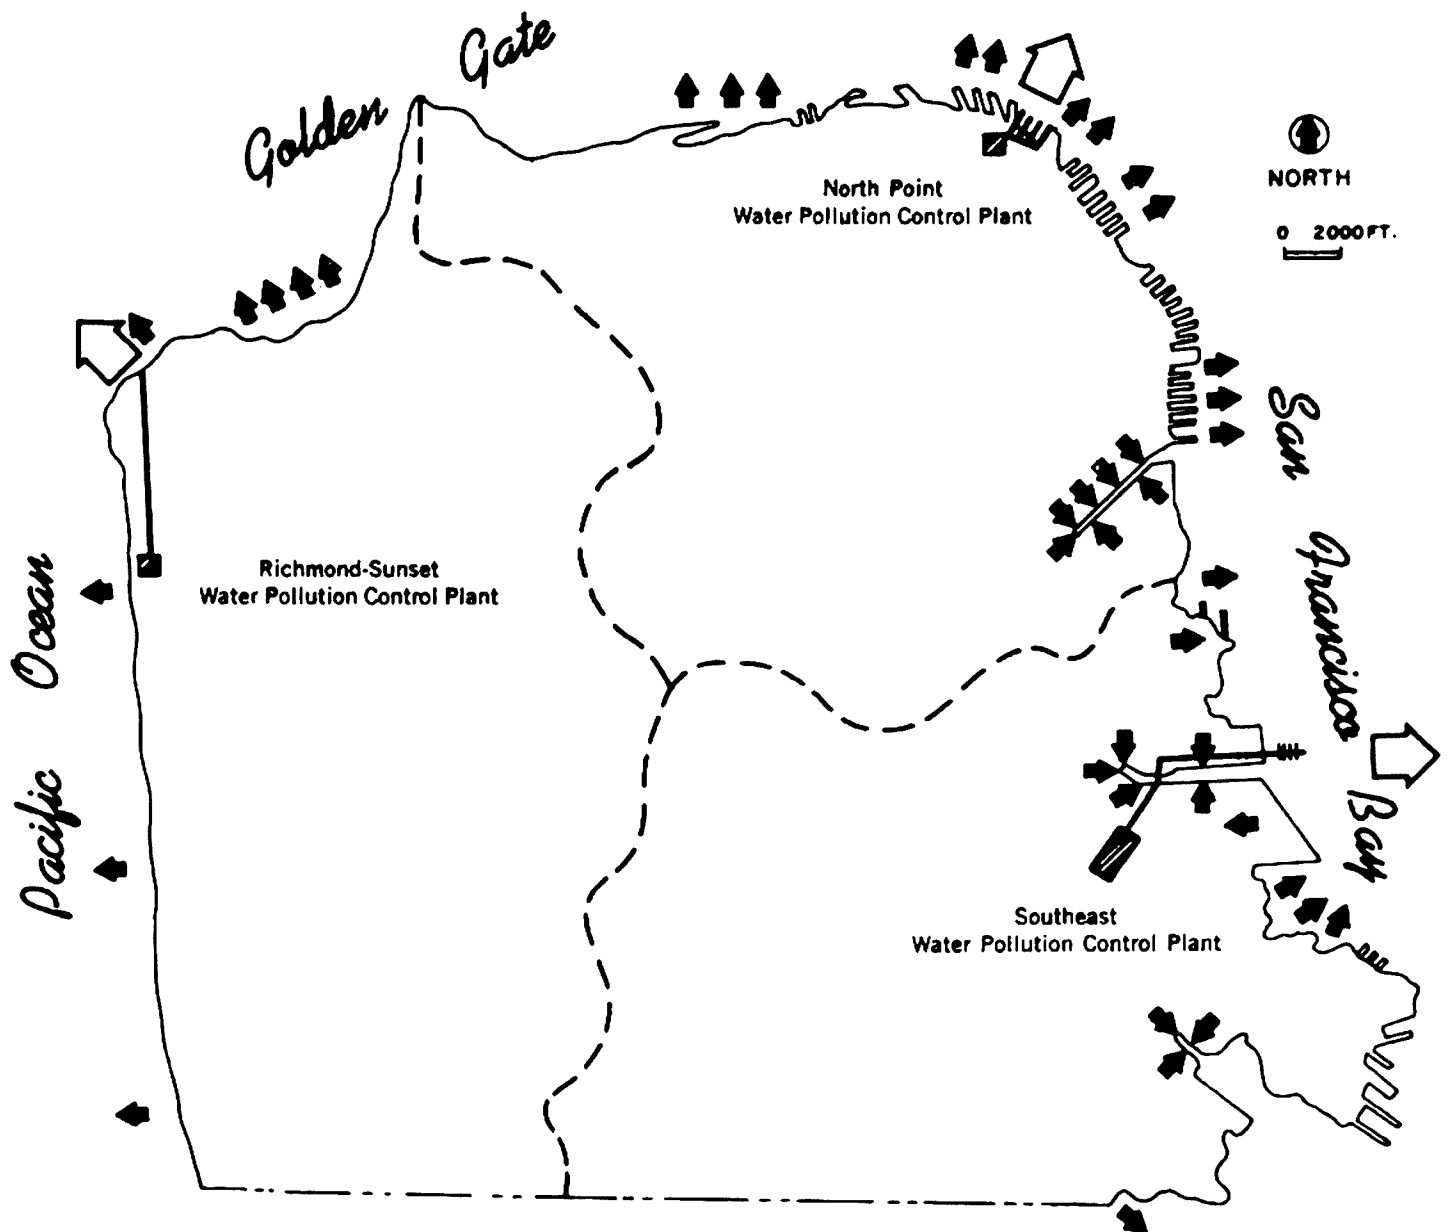 Golden Gate
NORTH
0 2000 FT.
North Point
Water Pollution Control Plant
Richmond-Sunset
Water Pollution Control Plant
Pacific Ocean
San Francisco Bay
Southeast
Water Pollution Control Plant